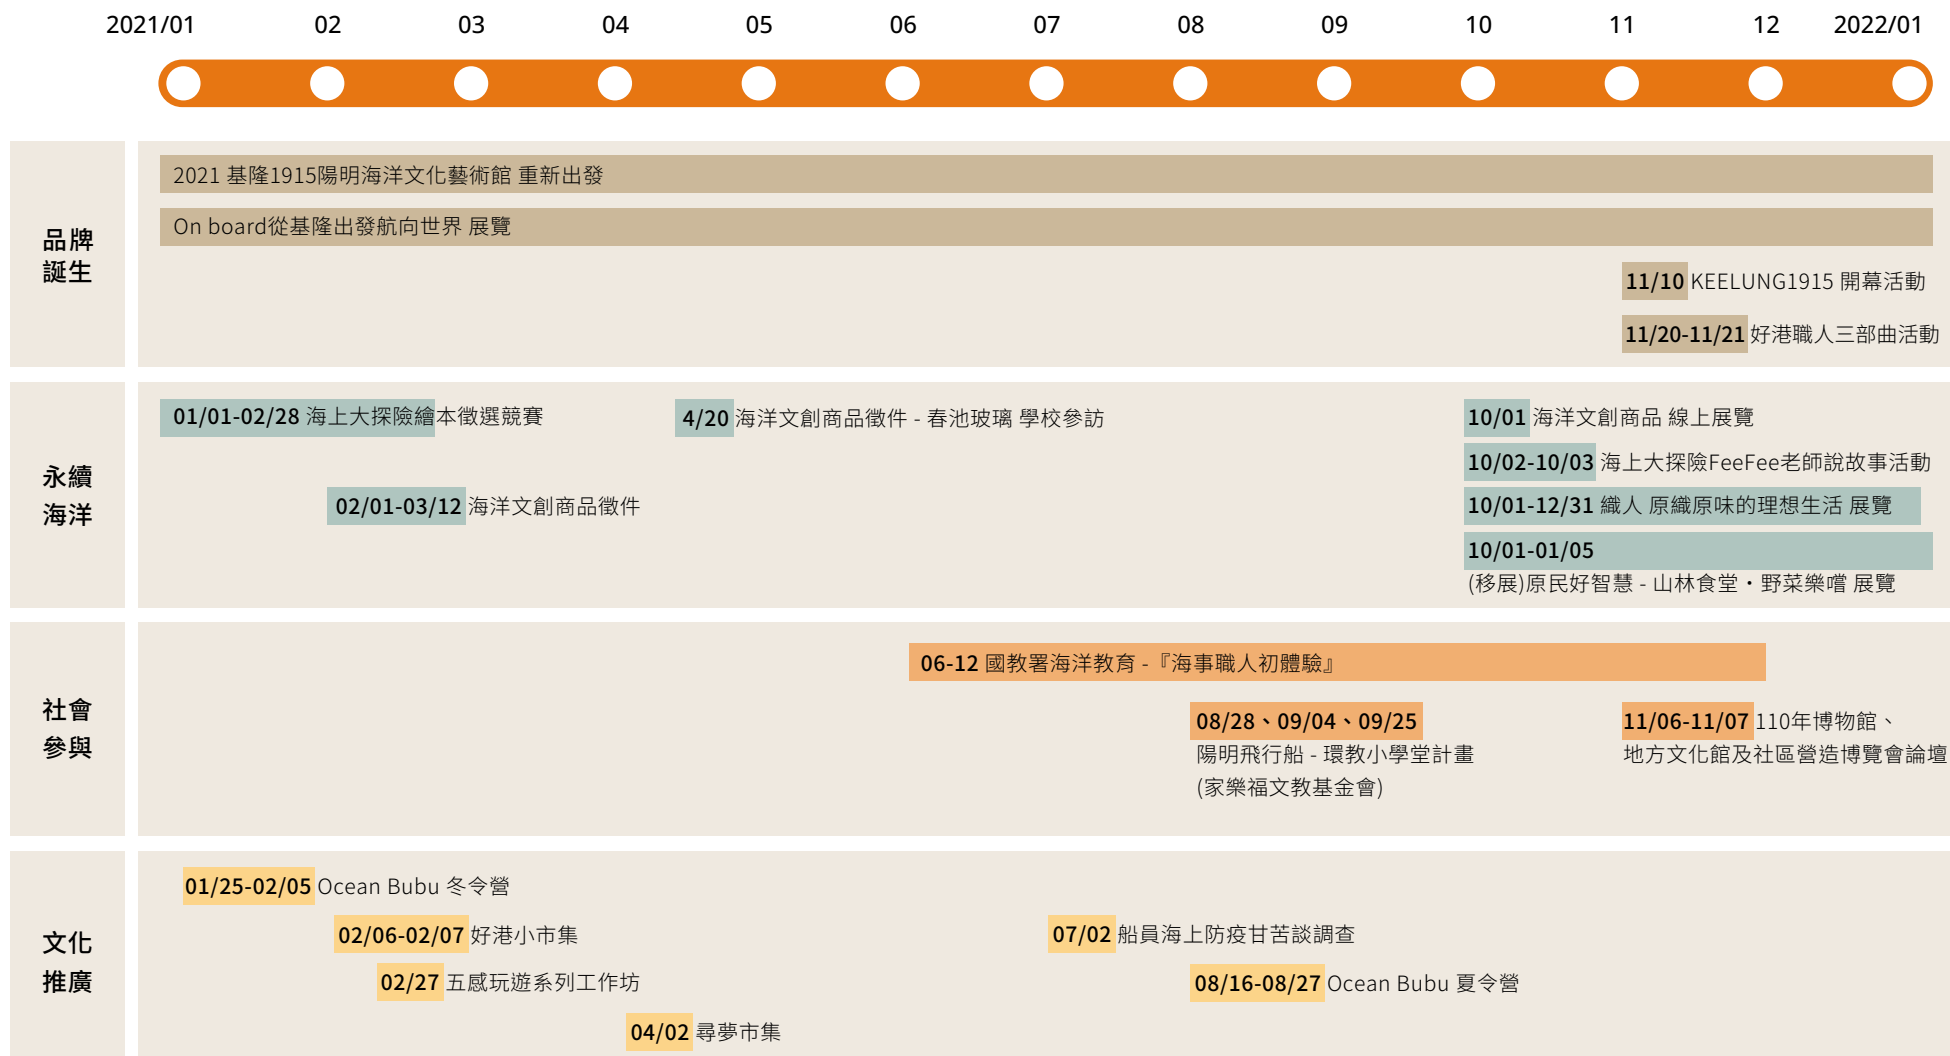 2021/01 02 03 04 05 06 07 08 09 10 11 12 2022/01
品牌
誕生
2021 基隆1915陽明海洋文化藝術館 重新出發
On board從基隆出發航向世界 展覽
11/10 KEELUNG1915 開幕活動
11/20-11/21 好港職人三部曲活動
永續
海洋
01/01-02/28 海上大探險繪本徵選競賽
4/20 海洋文創商品徵件 - 春池玻璃 學校參訪
10/01 海洋文創商品 線上展覽
10/02-10/03 海上大探險FeeFee老師說故事活動
02/01-03/12 海洋文創商品徵件
10/01-12/31 織人 原織原味的理想生活 展覽
10/01-01/05
(移展)原民好智慧 - 山林食堂・野菜樂嚐 展覽
社會
參與
06-12 國教署海洋教育 -『海事職人初體驗』
08/28、09/04、09/25
陽明飛行船 - 環教小學堂計畫
(家樂福文教基金會)
11/06-11/07 110年博物館、
地方文化館及社區營造博覽會論壇
文化
推廣
01/25-02/05 Ocean Bubu 冬令營
02/06-02/07 好港小市集
07/02 船員海上防疫甘苦談調查
02/27 五感玩遊系列工作坊
08/16-08/27 Ocean Bubu 夏令營
04/02 尋夢市集